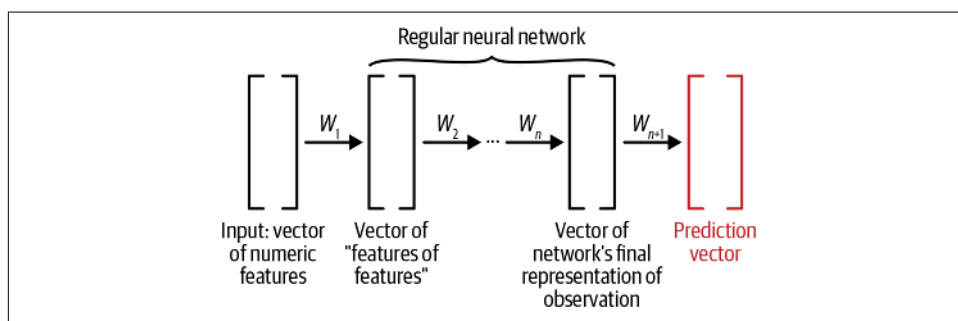 Regular neural network
W1
W2
...
Wn
Wn+1
Input: vector
of numeric
features
Vector of
"features of
features"
Vector of
network's final
representation of
observation
Prediction
vector